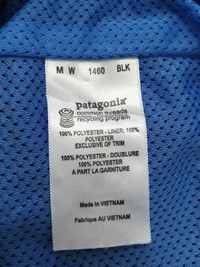 M W 1460 BLK
patagonia®
common threads
recycling program
100% POLYESTER - LINER: 100%
POLYESTER
EXCLUSIVE OF TRIM
100% POLYESTER - DOUBLURE
100% POLYESTER
A PART LA GARNITURE
Made in VIETNAM
Fabrique AU VIETNAM